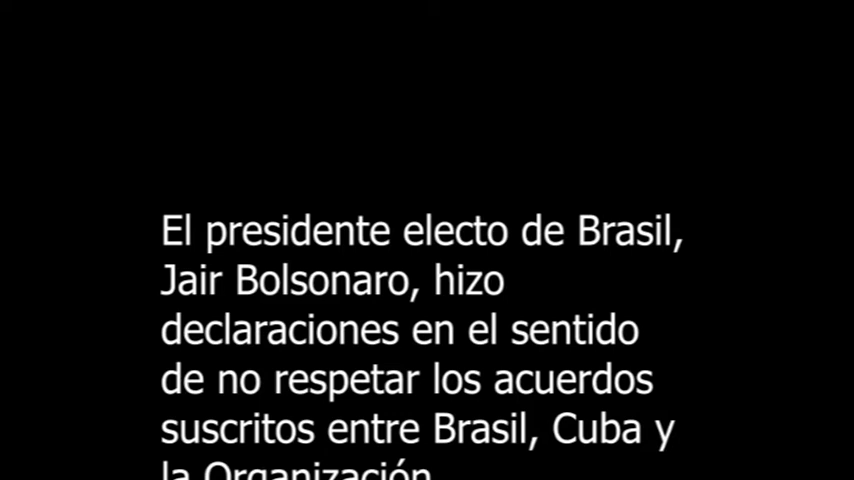 El presidente electo de Brasil,
Jair Bolsonaro, hizo
declaraciones en el sentido
de no respetar los acuerdos
suscritos entre Brasil, Cuba y
la Organización